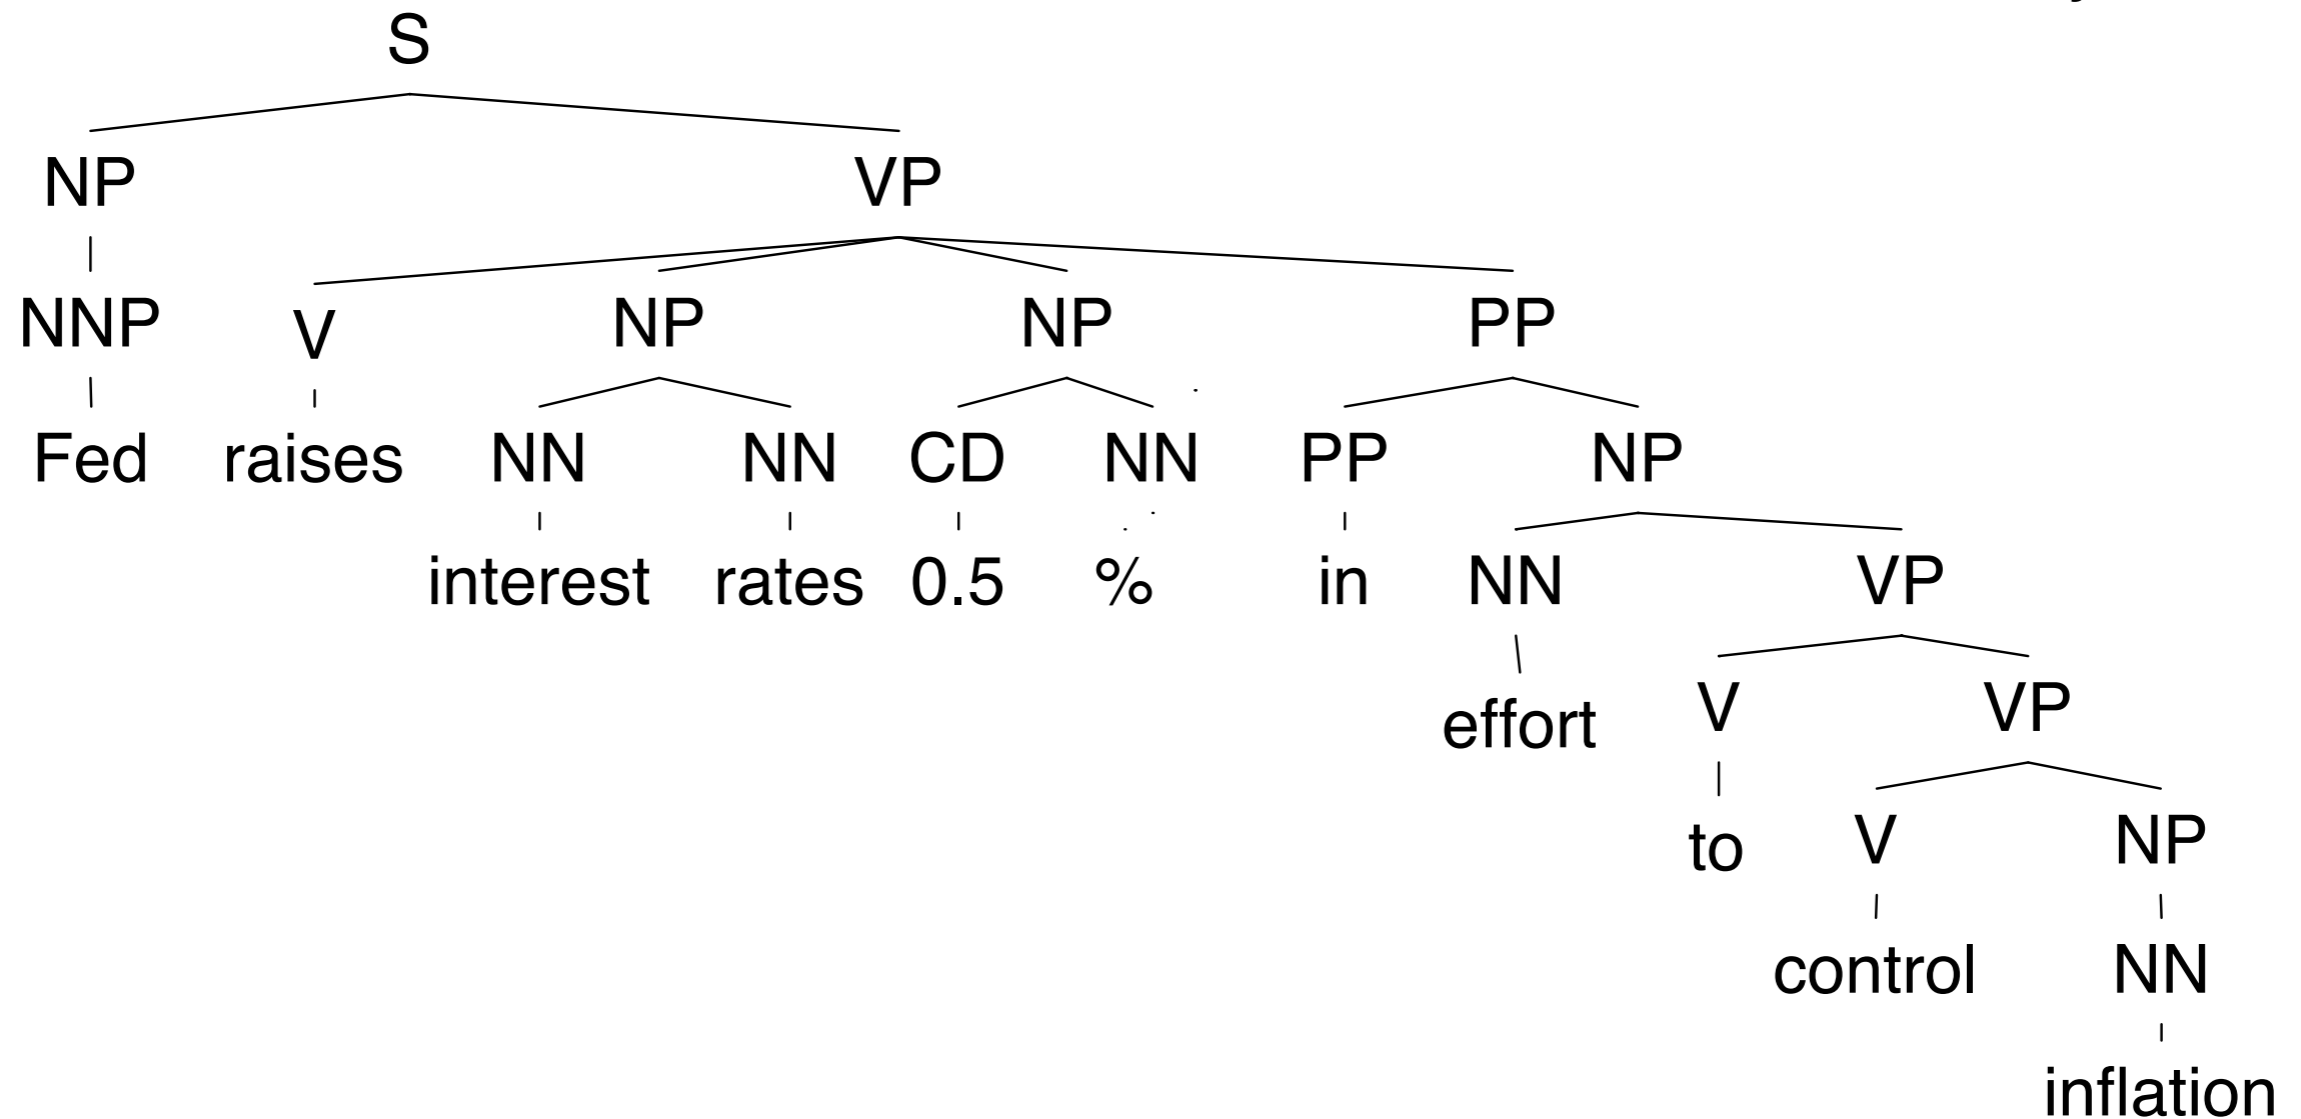 S
NP VP
NNP V NP NP PP
Fed raises NN NN CD NN PP NP
interest rates 0.5 % in NN VP
effort V VP
to V NP
control NN
inflation